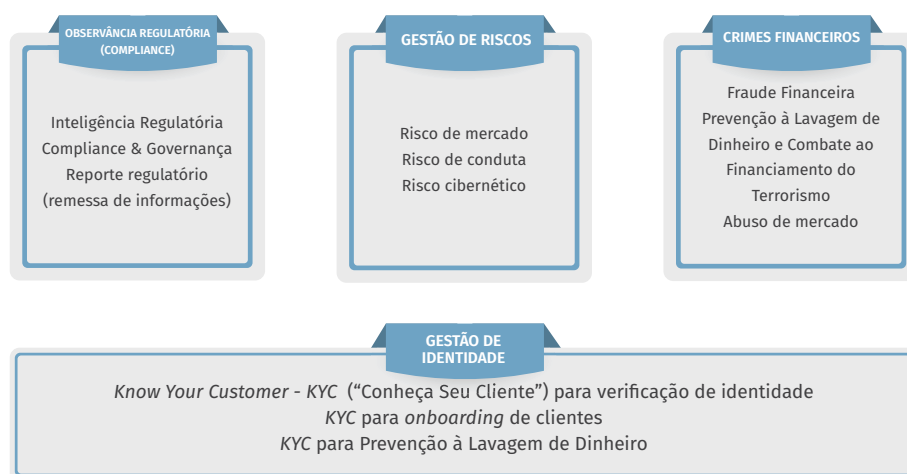 OBSERVÂNCIA REGULATÓRIA
(COMPLIANCE)
Inteligência Regulatória
Compliance & Governança
Reporte regulatório
(remessa de informações)
GESTÃO DE RISCOS
Risco de mercado
Risco de conduta
Risco cibernético
CRIMES FINANCEIROS
Fraude Financeira
Prevenção à Lavagem de
Dinheiro e Combate ao
Financiamento do
Terrorismo
Abuso de mercado
GESTÃO DE
IDENTIDADE
Know Your Customer - KYC (“Conheça Seu Cliente”) para verificação de identidade
KYC para onboarding de clientes
KYC para Prevenção à Lavagem de Dinheiro